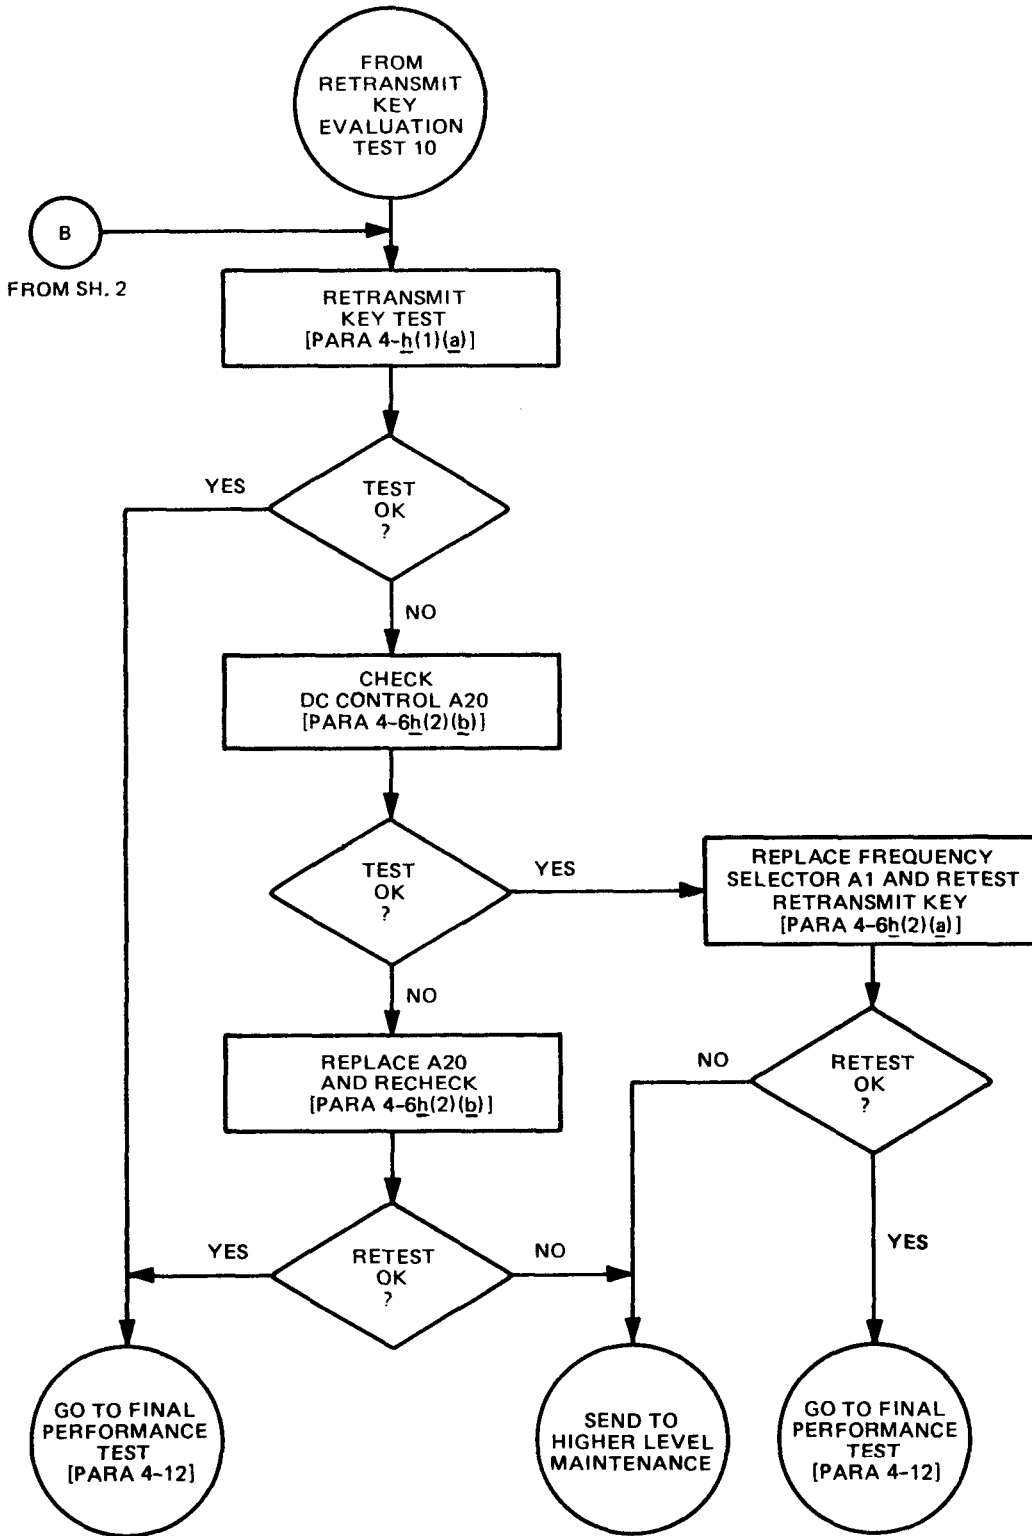 FROM
RETRANSMIT
KEY
EVALUATION
TEST 10
B
FROM SH. 2
RETRANSMIT
KEY TEST
[PARA 4-h(1)(a)]
YES
TEST
OK
?
NO
CHECK
DC CONTROL A20
[PARA 4-6h(2)(b)]
TEST
OK
?
YES
REPLACE FREQUENCY
SELECTOR A1 AND RETEST
RETRANSMIT KEY
[PARA 4-6h(2)(a)]
NO
REPLACE A20
AND RECHECK
[PARA 4-6h(2)(b)]
NO
RETEST
OK
?
YES
YES
RETEST
OK
?
NO
GO TO FINAL
PERFORMANCE
TEST
[PARA 4-12]
SEND TO
HIGHER LEVEL
MAINTENANCE
GO TO FINAL
PERFORMANCE
TEST
[PARA 4-12]